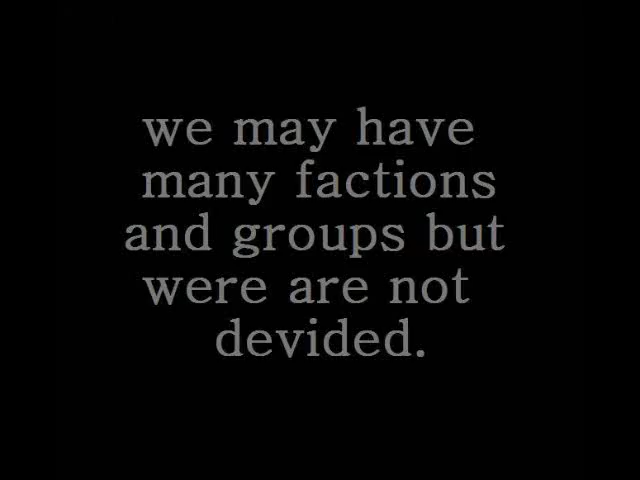 we may have
many factions
and groups but
were are not
devided.